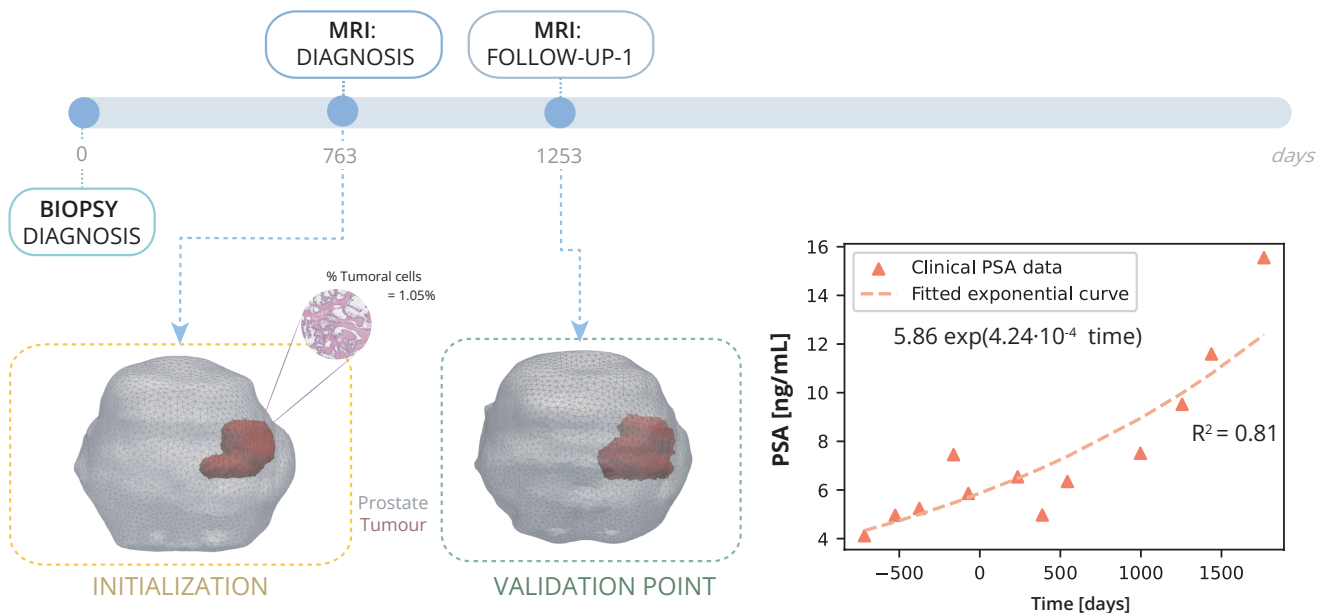 MRI:
DIAGNOSIS
MRI:
FOLLOW-UP-1
0
763
1253
days
BIOPSY
DIAGNOSIS
% Tumoral cells
= 1.05%
Prostate
Tumour
INITIALIZATION
VALIDATION POINT
PSA [ng/mL]
16
14
12
10
8
6
4
Clinical PSA data
Fitted exponential curve
5.86 exp(4.24·10⁻⁴ time)
R² = 0.81
−500
0
500
1000
1500
Time [days]